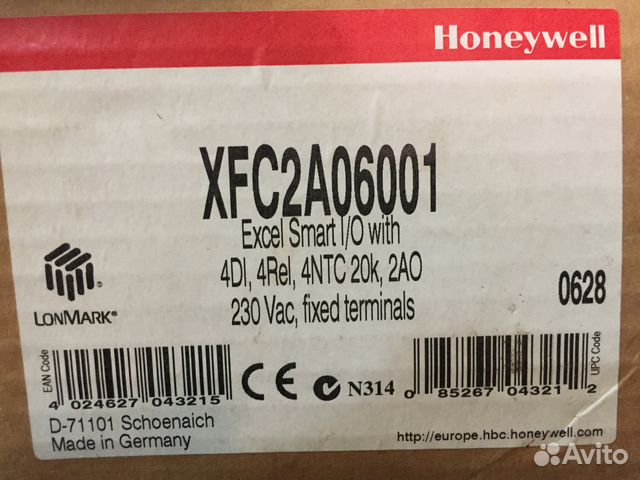 Honeywell
XFC2A06001
Excel Smart I/O with
4DI, 4Rel, 4NTC 20k, 2AO
230 Vac, fixed terminals
0628
LONMARK®
EAN Code
4 024627 043215
CE
N314
0 85267 04321 2
UPC Code
D-71101 Schoenaich
Made in Germany
http://europe.hbc.honeywell.com
Avito